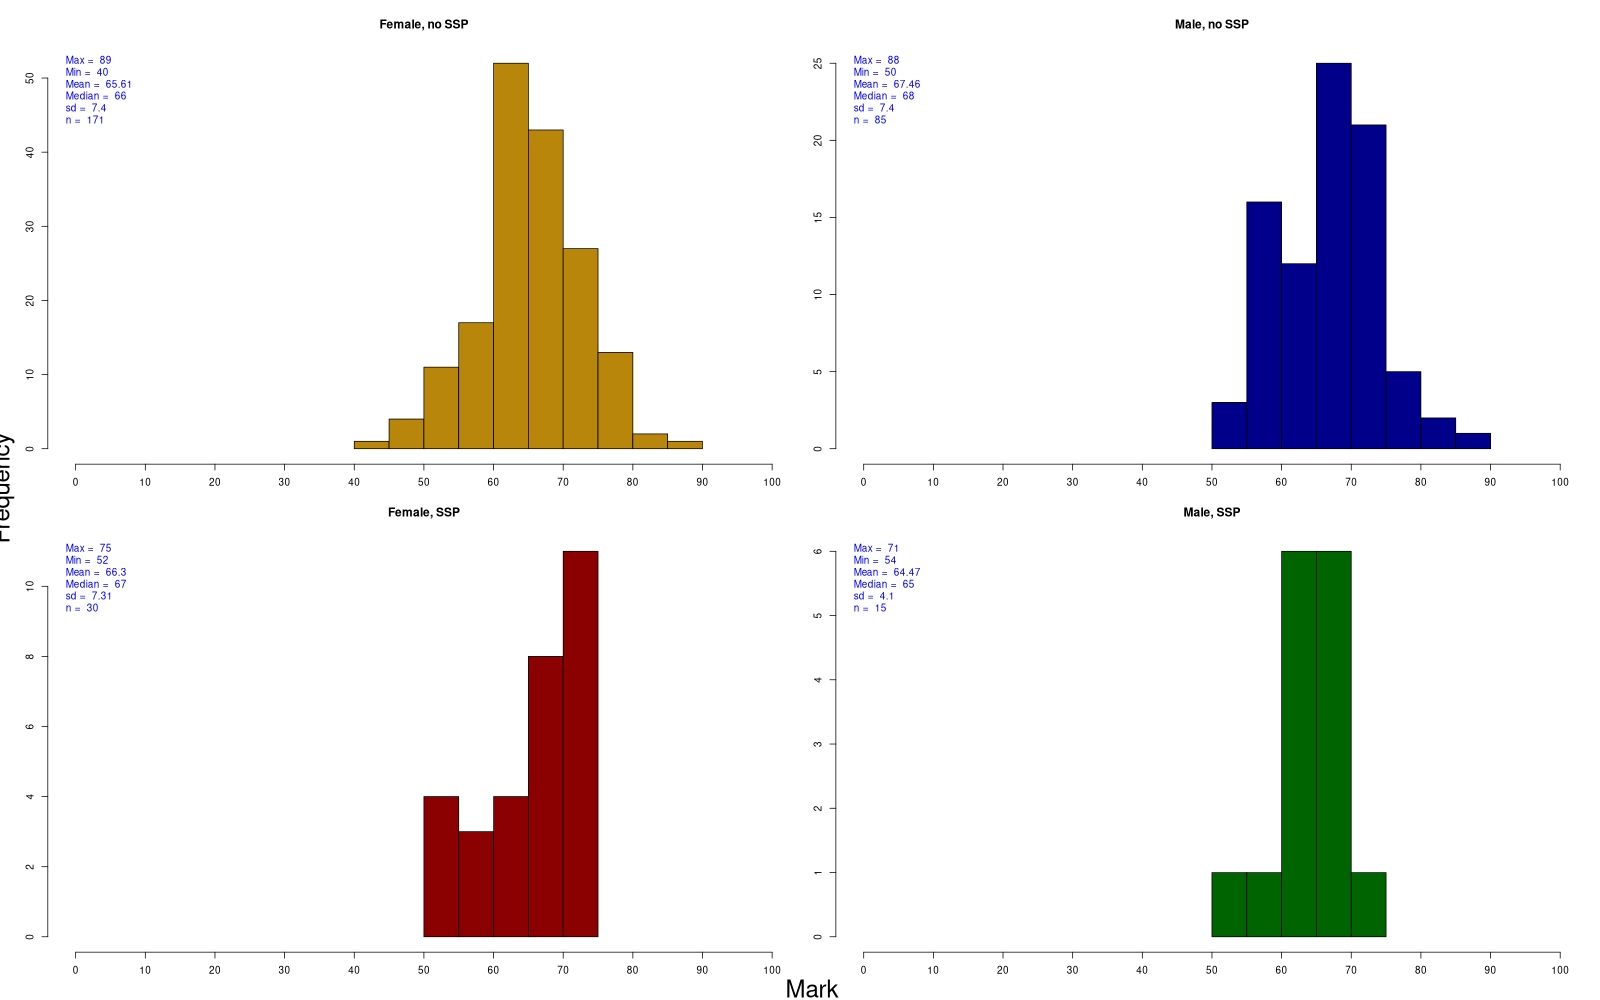 Female, no SSP
Max = 89
Min = 40
Mean = 65.61
Median = 66
sd = 7.4
n = 171
0 10 20 30 40 50
0 10 20 30 40 50 60 70 80 90 100
Male, no SSP
Max = 88
Min = 50
Mean = 67.46
Median = 68
sd = 7.4
n = 85
0 5 10 15 20 25
0 10 20 30 40 50 60 70 80 90 100
Female, SSP
Max = 75
Min = 52
Mean = 66.3
Median = 67
sd = 7.31
n = 30
0 2 4 6 8 10
0 10 20 30 40 50 60 70 80 90 100
Male, SSP
Max = 71
Min = 54
Mean = 64.47
Median = 65
sd = 4.1
n = 15
0 1 2 3 4 5 6
0 10 20 30 40 50 60 70 80 90 100
Frequency
Mark